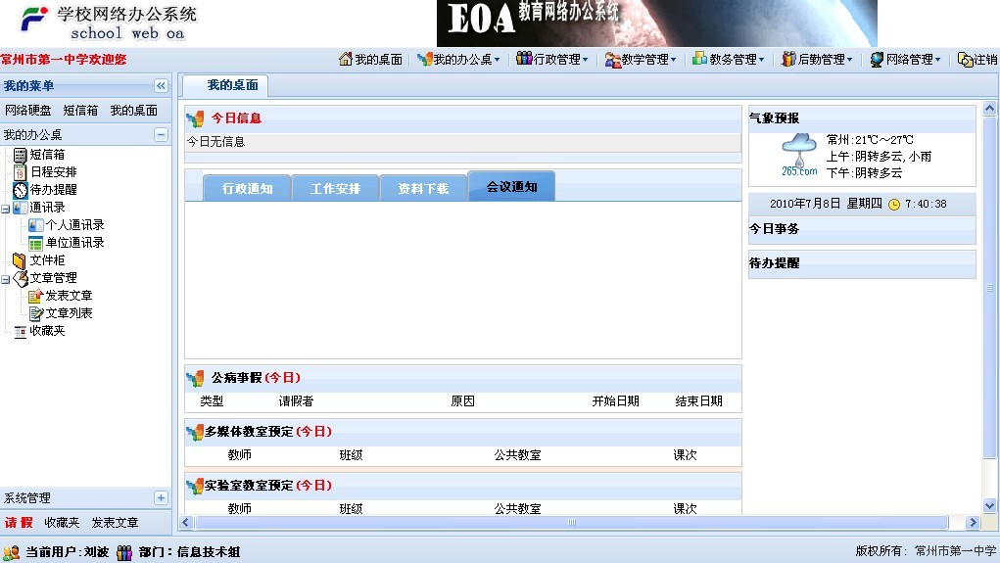 学校网络办公系统
school web oa
EOA 教育网络办公系统
常州市第一中学欢迎您
我的桌面 我的办公桌 行政管理 教学管理 教务管理 后勤管理 网络管理 注销
我的菜单
网络硬盘 短信箱 我的桌面
我的办公桌
短信箱
日程安排
待办提醒
通讯录
个人通讯录
单位通讯录
文件柜
文章管理
发表文章
文章列表
收藏夹
系统管理
请假 收藏夹 发表文章
我的桌面
今日信息
今日无信息
行政通知 工作安排 资料下载 会议通知
公病事假(今日)
类型 请假者 原因 开始日期 结束日期
多媒体教室预定(今日)
教师 班级 公共教室 课次
实验室教室预定(今日)
教师 班级 公共教室 课次
气象预报
265.com
常州:21℃～27℃
上午:阴转多云,小雨
下午:阴转多云
2010年7月8日 星期四 7:40:38
今日事务
待办提醒
当前用户:刘波 部门：信息技术组
版权所有: 常州市第一中学